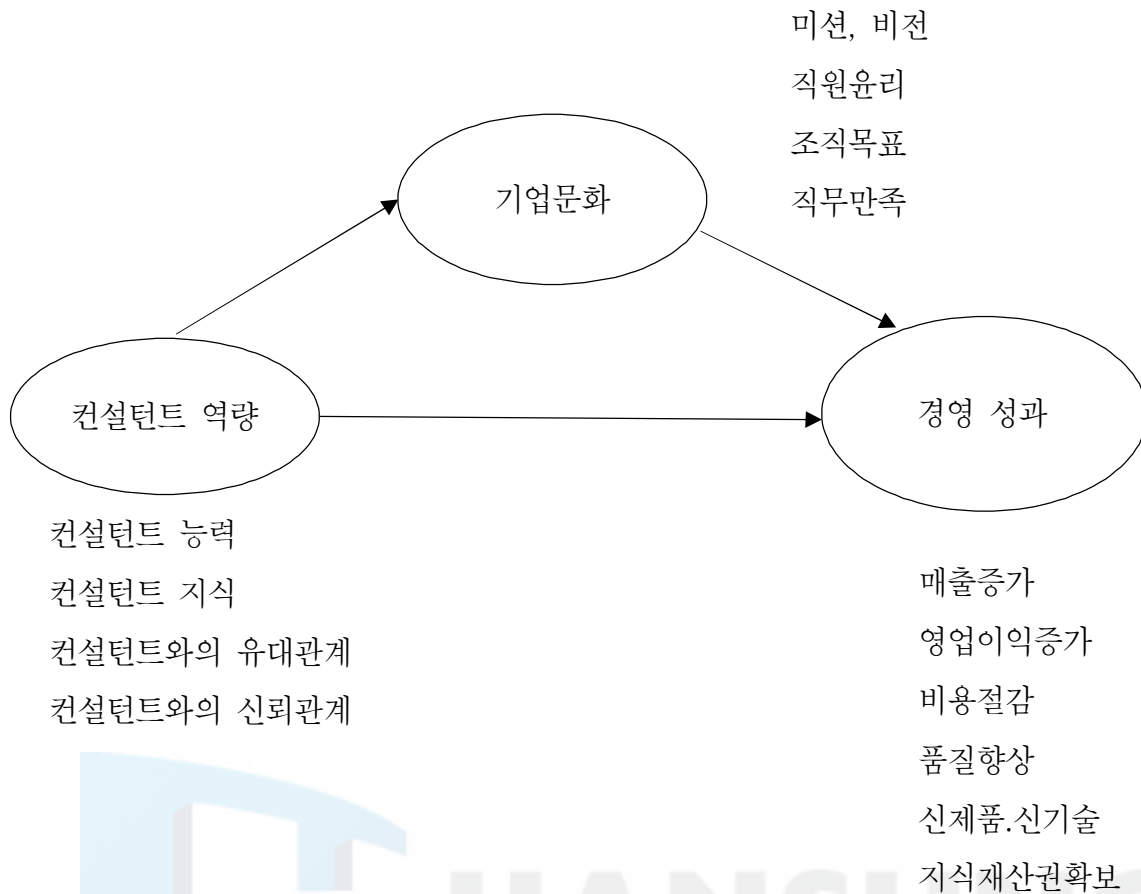 미션, 비전
직원윤리
조직목표
직무만족
기업문화
컨설턴트 역량
경영 성과
컨설턴트 능력
컨설턴트 지식
컨설턴트와의 유대관계
컨설턴트와의 신뢰관계
매출증가
영업이익증가
비용절감
품질향상
신제품.신기술
지식재산권확보